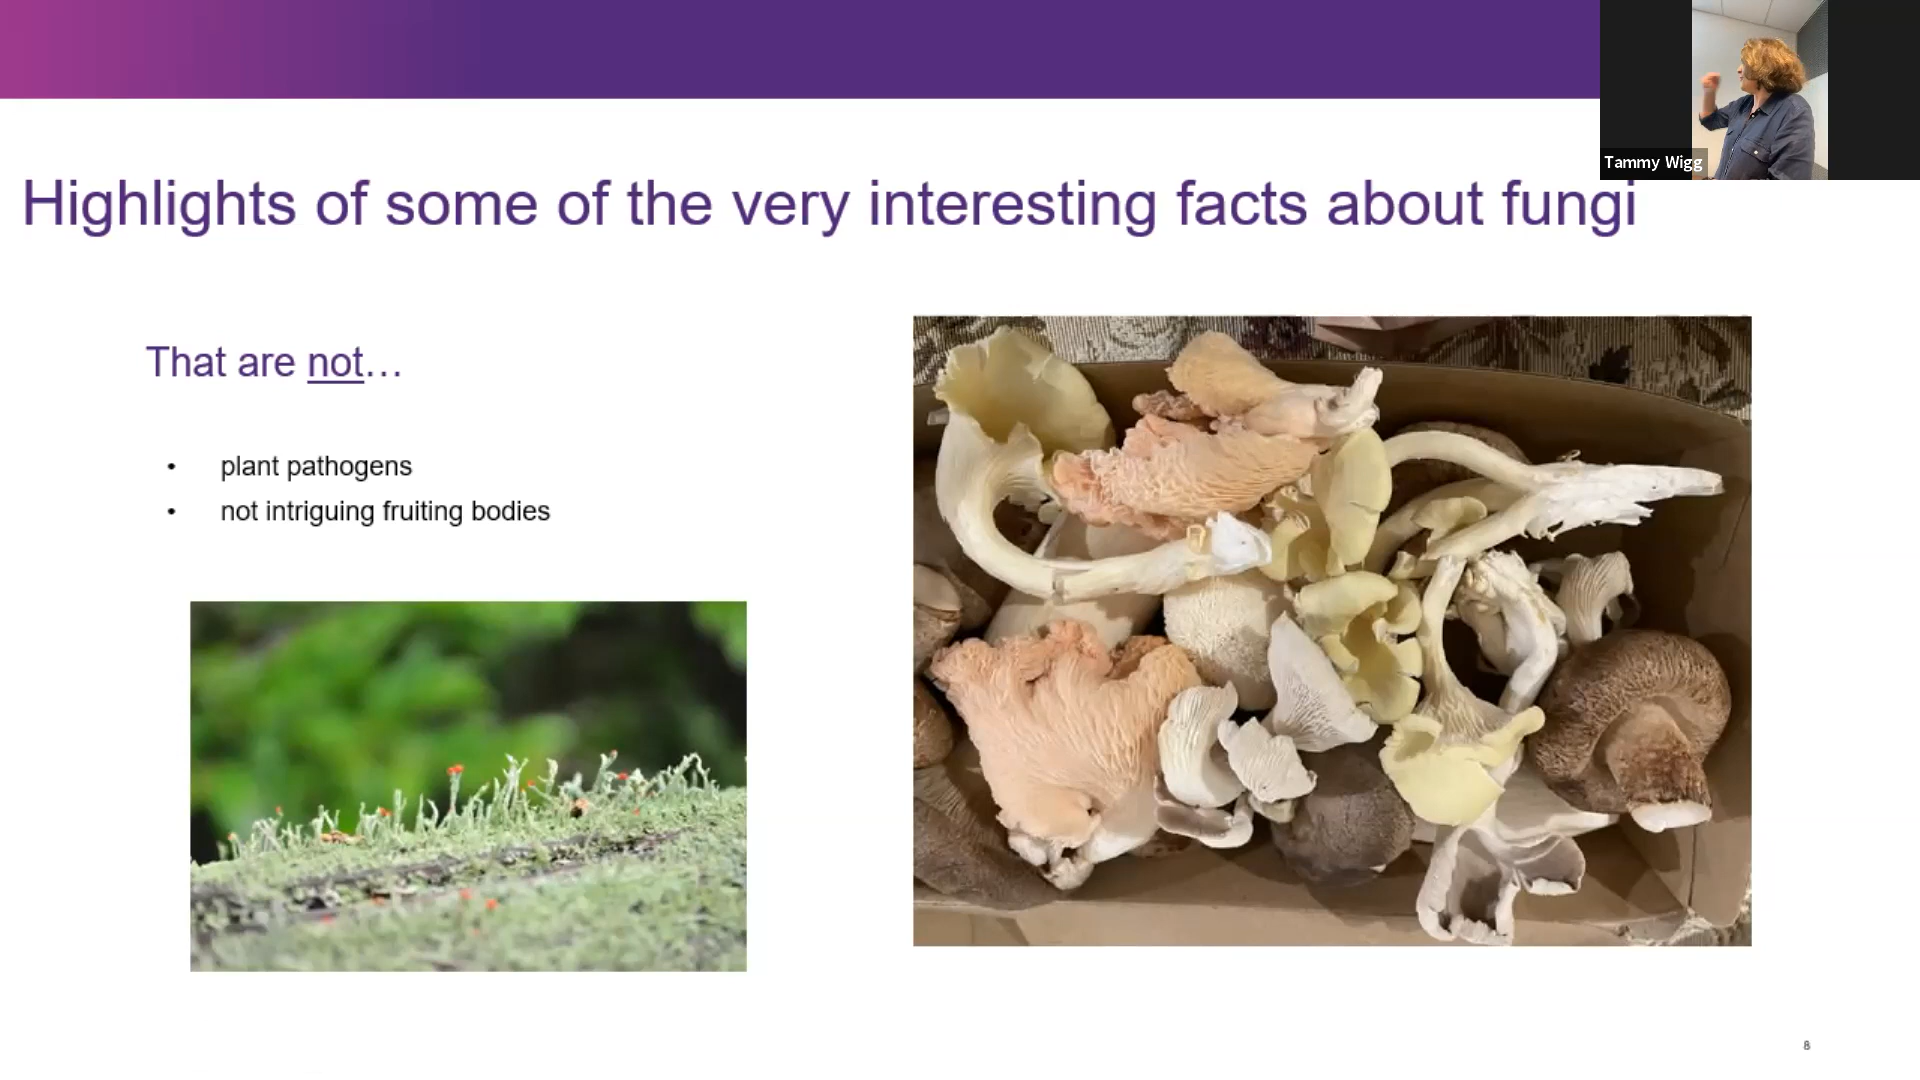 Tammy Wigg
Highlights of some of the very interesting facts about fungi
That are not…
• plant pathogens
• not intriguing fruiting bodies
8